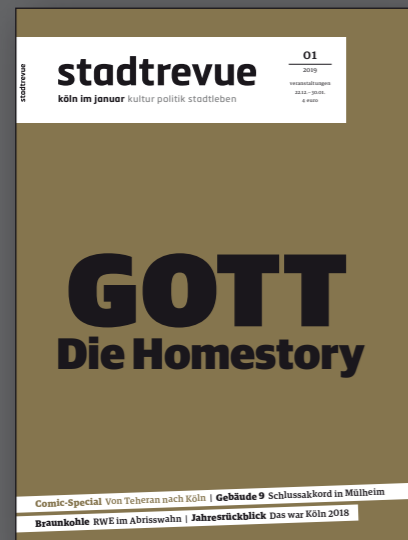 stadtrevue
stadtrevue
köln im januar kultur politik stadtleben
01
2019
veranstaltungen
22.12.–30.01.
4 euro
GOTT
Die Homestory
Comic-Special Von Teheran nach Köln | Gebäude 9 Schlussakkord in Mülheim
Braunkohle RWE im Abrisswahn | Jahresrückblick Das war Köln 2018